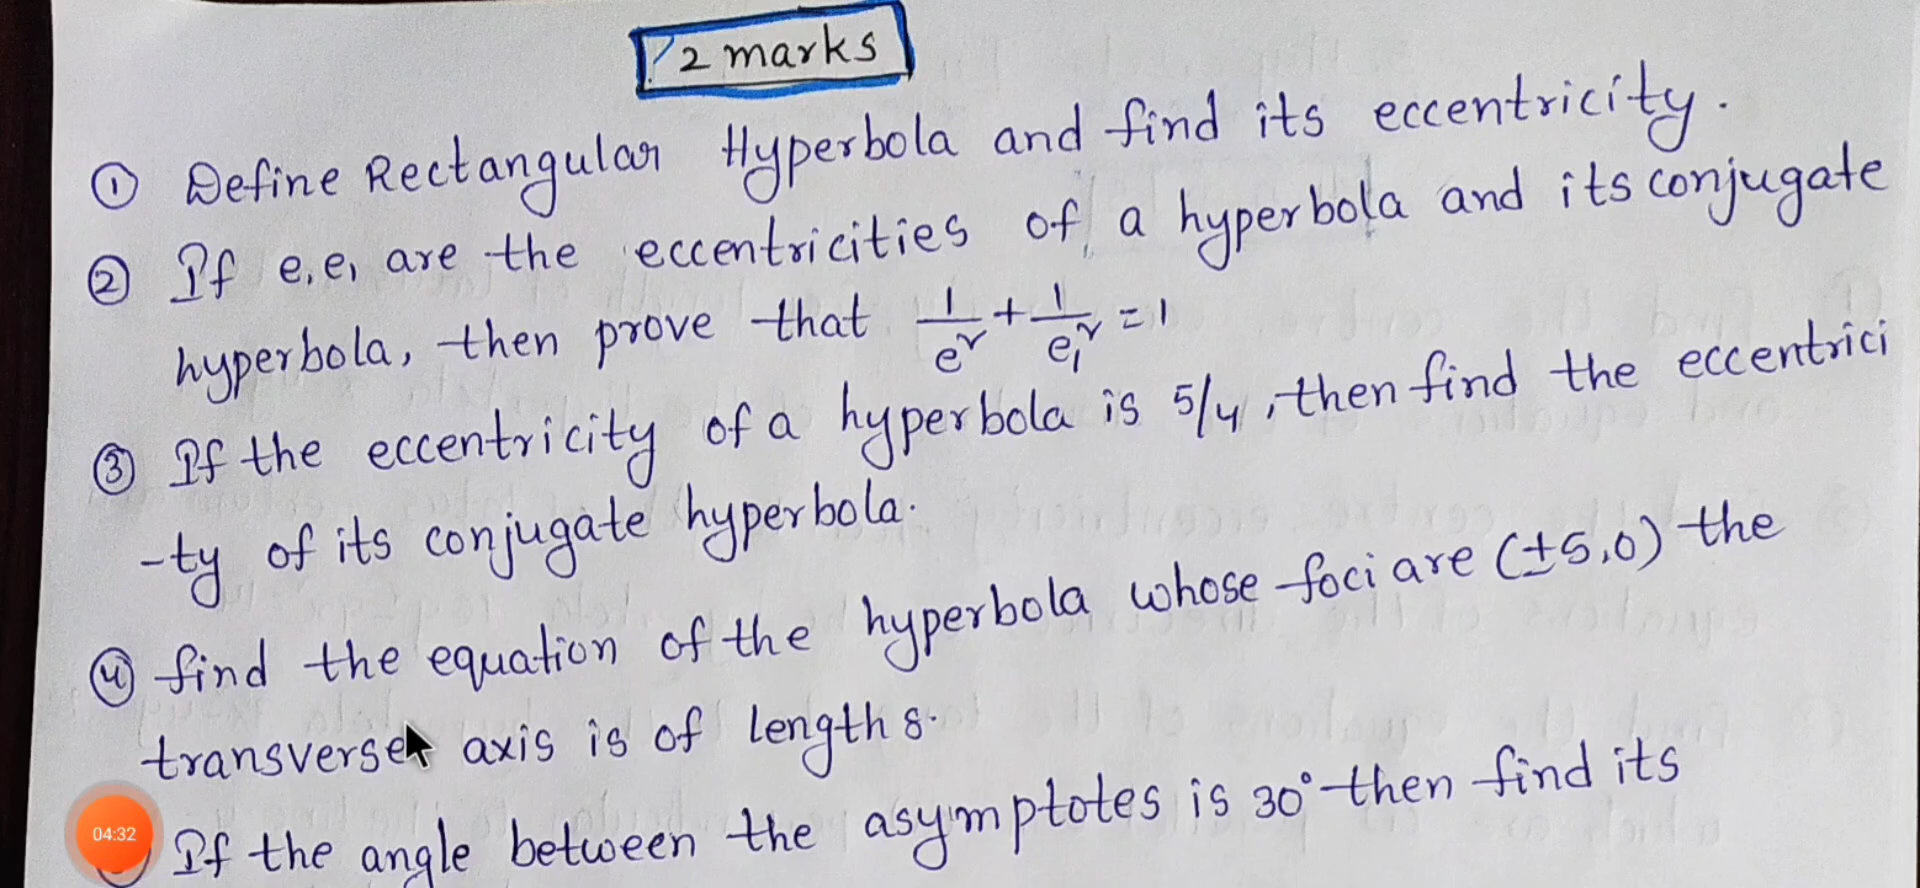 2 marks
① Define Rectangular Hyperbola and find its eccentricity.
② If e, e₁ are the eccentricities of a hyperbola and its conjugate
hyperbola, then prove that 1/e² + 1/e₁² = 1
③ If the eccentricity of a hyperbola is 5/4, then find the eccentrici
-ty of its conjugate hyperbola.
④ find the equation of the hyperbola whose foci are (±5,0) the
transverse axis is of length 8.
04:32
If the angle between the asymptotes is 30° then find its